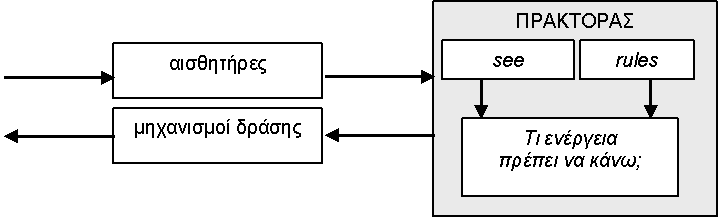 ΠΡΑΚΤΟΡΑΣ
αισθητήρες
see
rules
μηχανισμοί δράσης
Τι ενέργεια
πρέπει να κάνω;